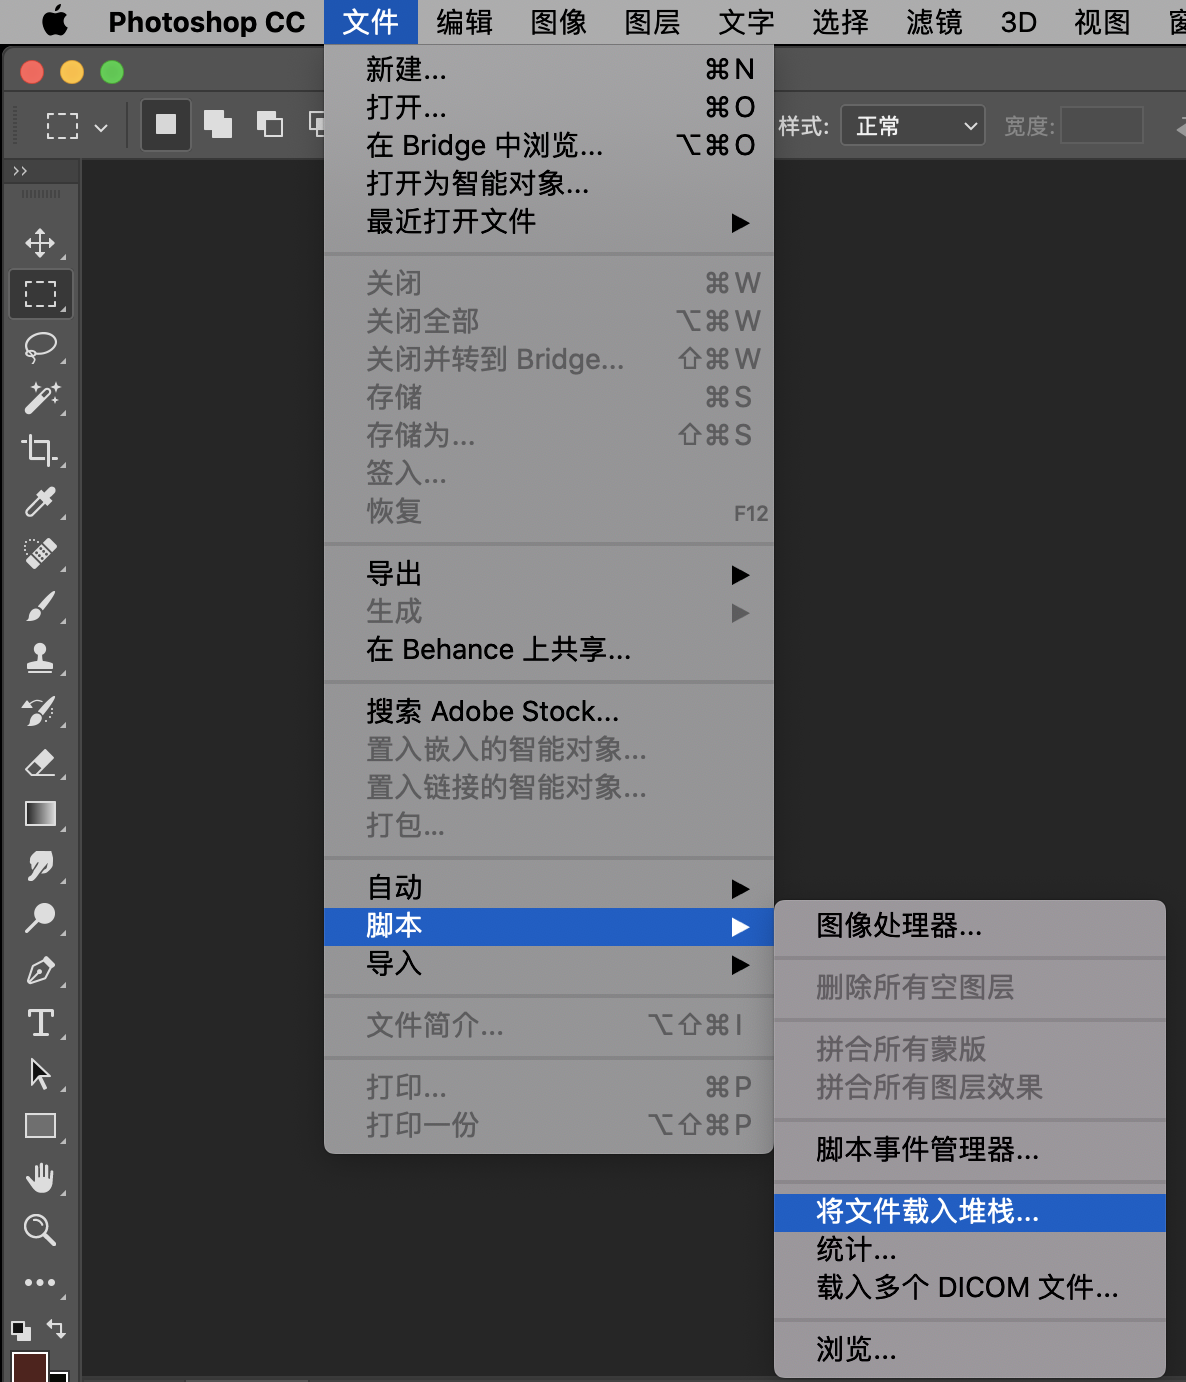 Photoshop CC 文件 编辑 图像 图层 文字 选择 滤镜 3D 视图
样式: 正常 宽度:
新建... ⌘N
打开... ⌘O
在 Bridge 中浏览... ⌥⌘O
打开为智能对象...
最近打开文件 ▶
关闭 ⌘W
关闭全部 ⌥⌘W
关闭并转到 Bridge... ⇧⌘W
存储 ⌘S
存储为... ⇧⌘S
签入...
恢复 F12
导出 ▶
生成 ▶
在 Behance 上共享...
搜索 Adobe Stock...
置入嵌入的智能对象...
置入链接的智能对象...
打包...
自动 ▶
脚本 ▶
导入 ▶
文件简介... ⌥⇧⌘I
打印... ⌘P
打印一份 ⌥⇧⌘P
图像处理器...
删除所有空图层
拼合所有蒙版
拼合所有图层效果
脚本事件管理器...
将文件载入堆栈...
统计...
载入多个 DICOM 文件...
浏览...